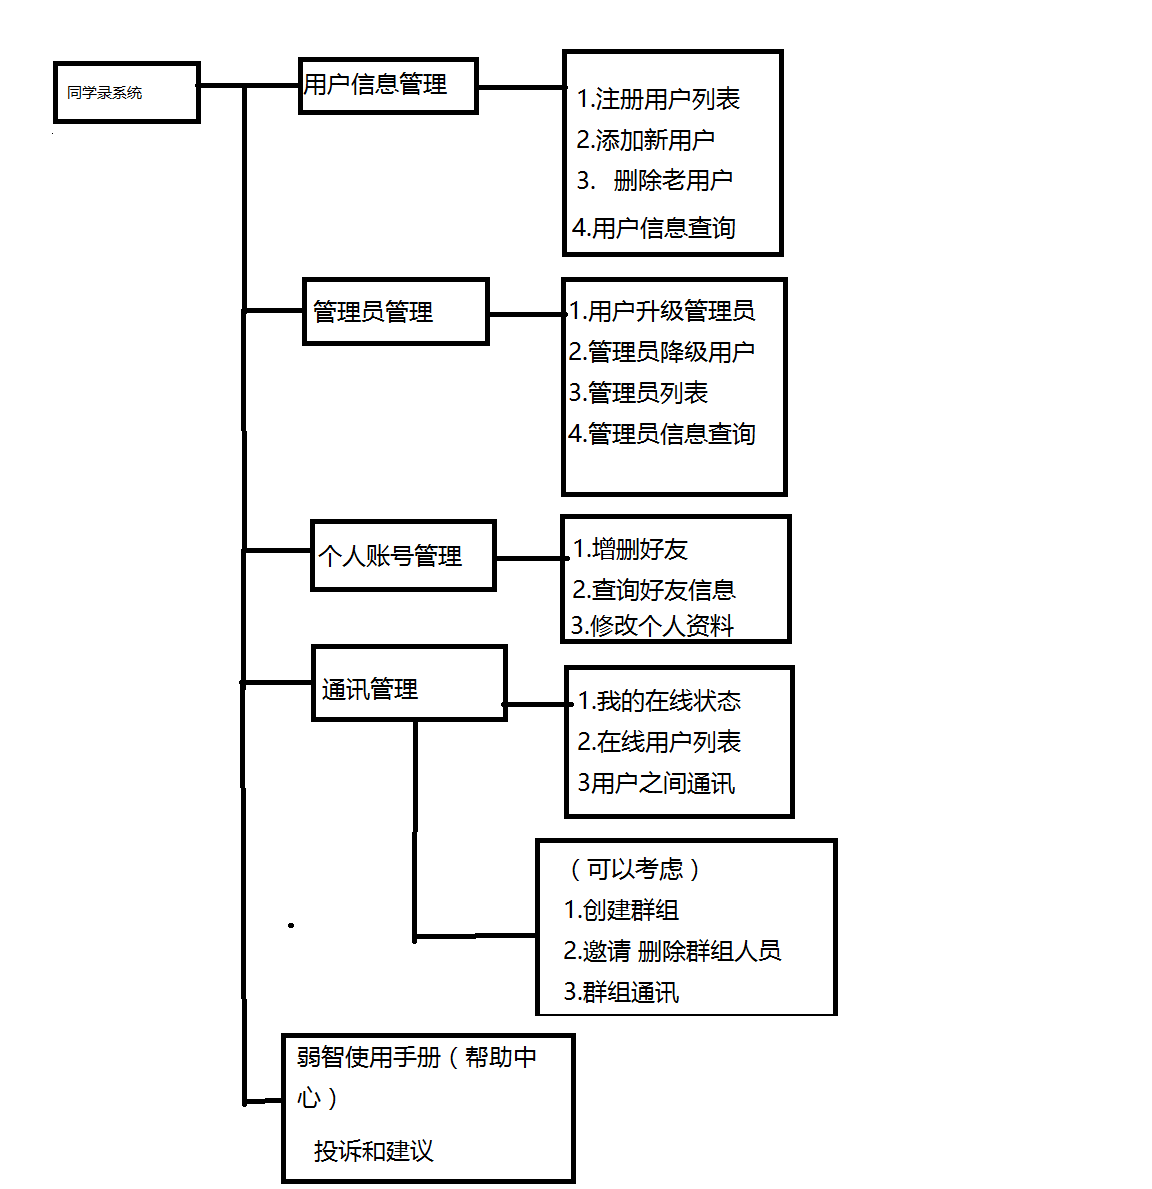 同学录系统
用户信息管理
1.注册用户列表
2.添加新用户
3. 删除老用户
4.用户信息查询
管理员管理
1.用户升级管理员
2.管理员降级用户
3.管理员列表
4.管理员信息查询
个人账号管理
1.增删好友
2.查询好友信息
3.修改个人资料
通讯管理
1.我的在线状态
2.在线用户列表
3用户之间通讯
（可以考虑）
1.创建群组
2.邀请 删除群组人员
3.群组通讯
弱智使用手册（帮助中
心）
投诉和建议